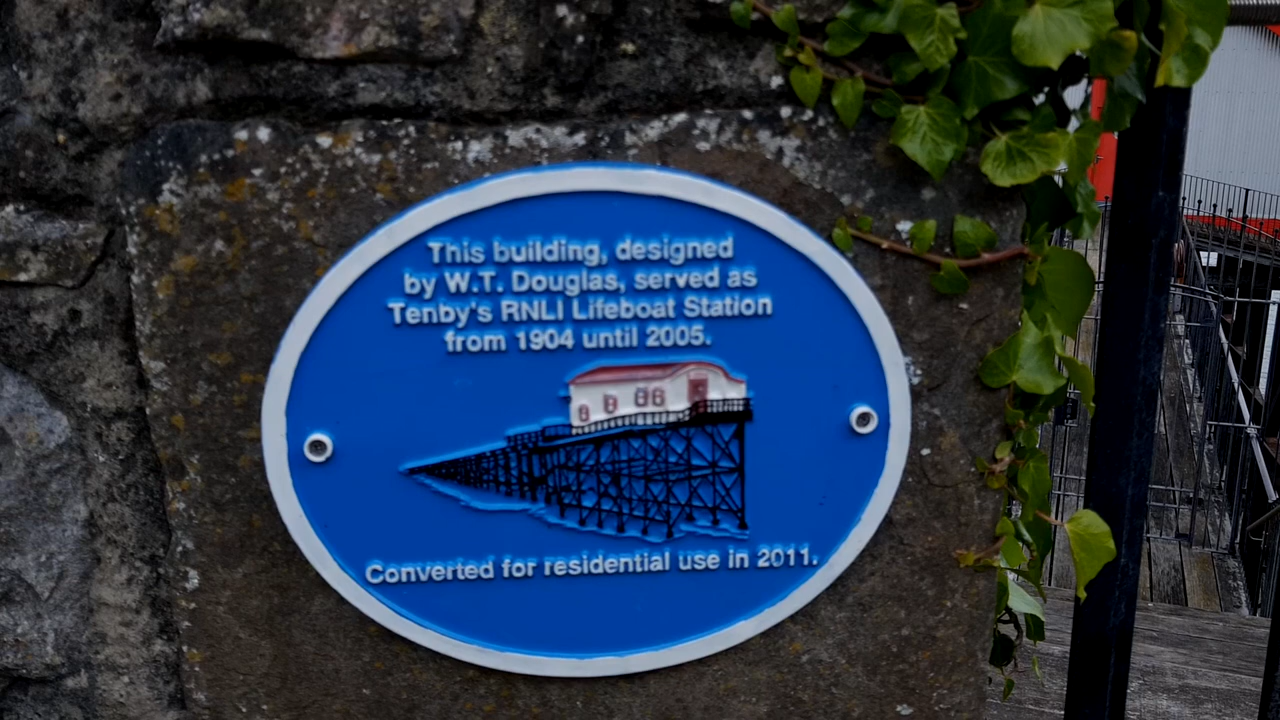 This building, designed
by W.T. Douglas, served as
Tenby's RNLI Lifeboat Station
from 1904 until 2005.
Converted for residential use in 2011.